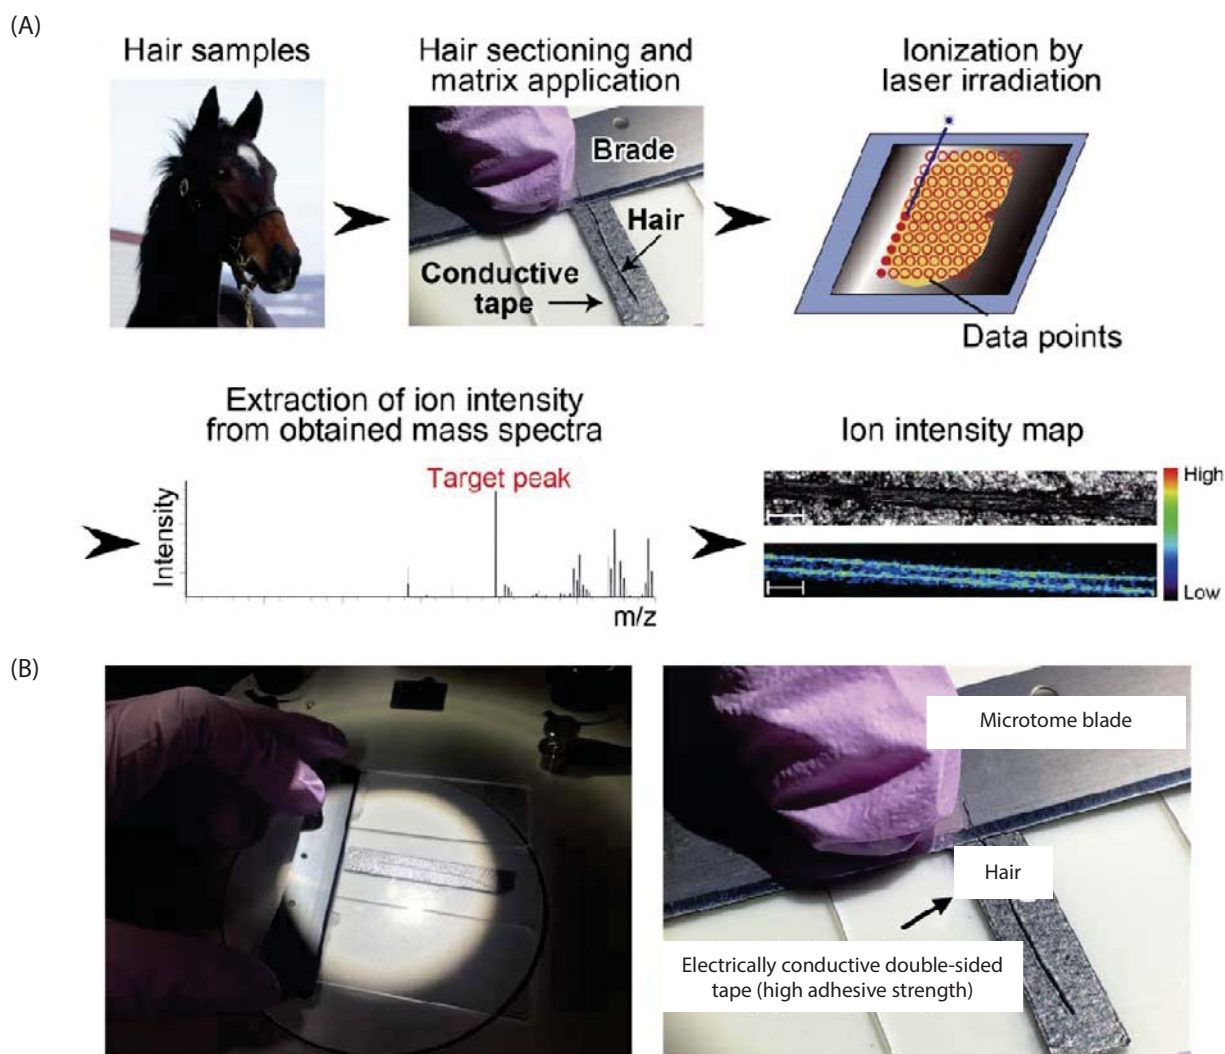 (A)
Hair samples
Hair sectioning and
matrix application
Ionization by
laser irradiation
Brade
Hair
Conductive
tape
Data points
Extraction of ion intensity
from obtained mass spectra
Target peak
Intensity
m/z
Ion intensity map
High
Low
(B)
Microtome blade
Hair
Electrically conductive double-sided
tape (high adhesive strength)